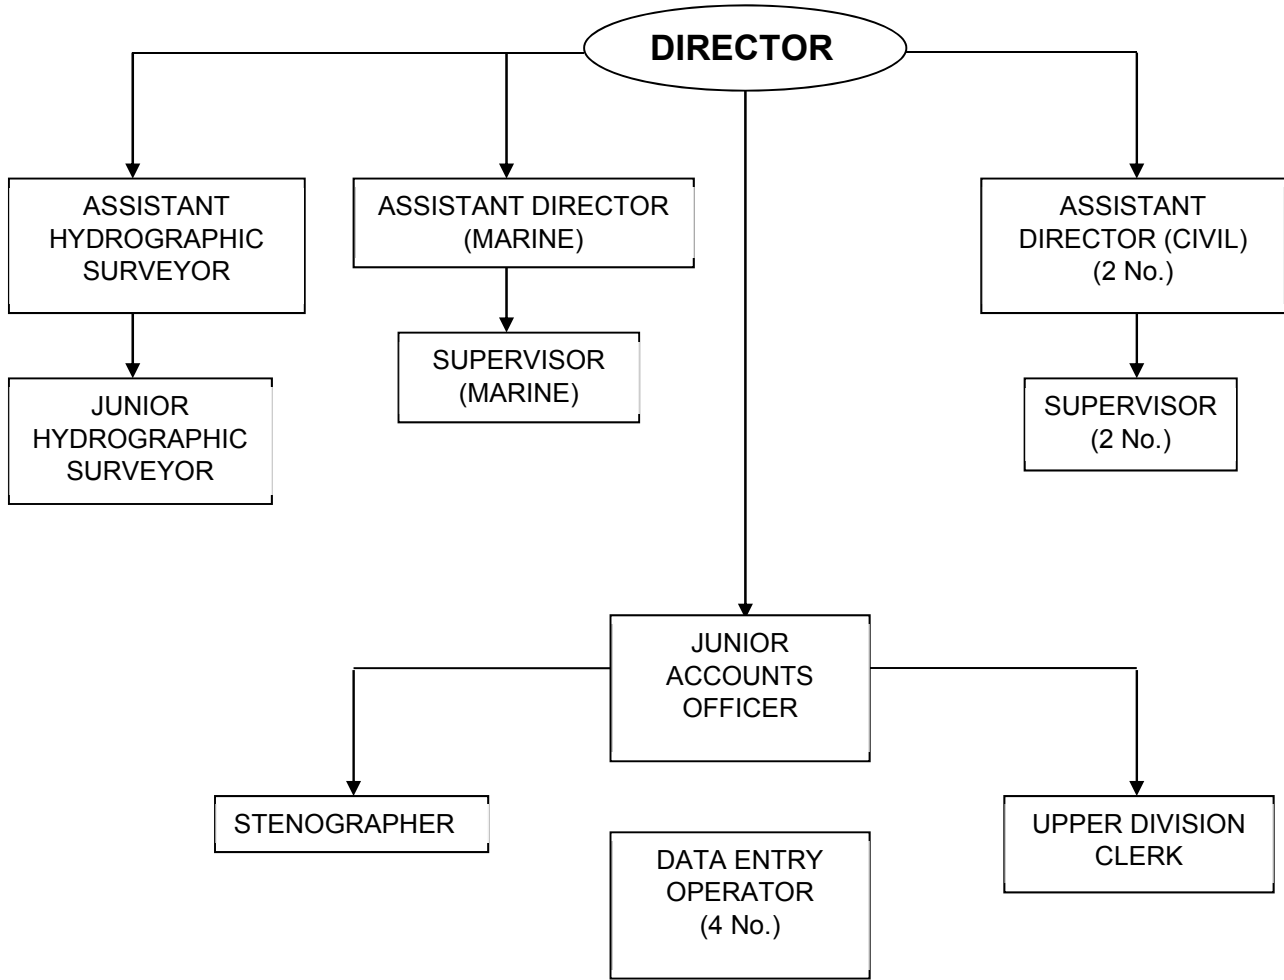 DIRECTOR
ASSISTANT
HYDROGRAPHIC
SURVEYOR
ASSISTANT DIRECTOR
(MARINE)
ASSISTANT
DIRECTOR (CIVIL)
(2 No.)
SUPERVISOR
(MARINE)
JUNIOR
HYDROGRAPHIC
SURVEYOR
SUPERVISOR
(2 No.)
JUNIOR
ACCOUNTS
OFFICER
STENOGRAPHER
DATA ENTRY
OPERATOR
(4 No.)
UPPER DIVISION
CLERK